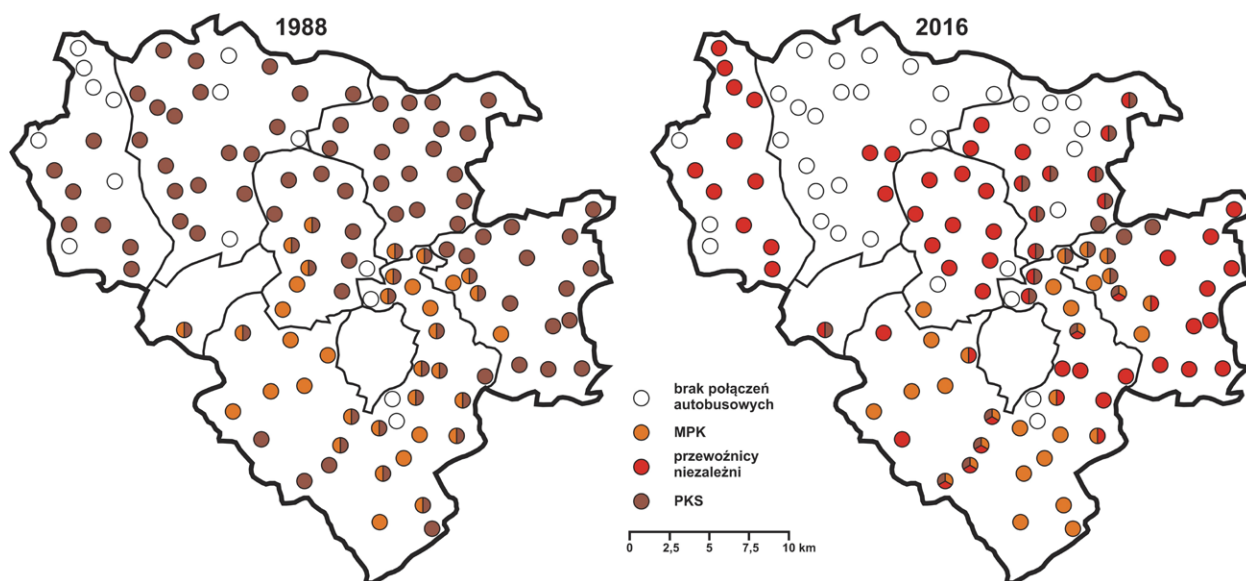 1988
2016
brak połączeń
autobusowych
MPK
przewoźnicy
niezależni
PKS
0 2,5 5 7,5 10 km